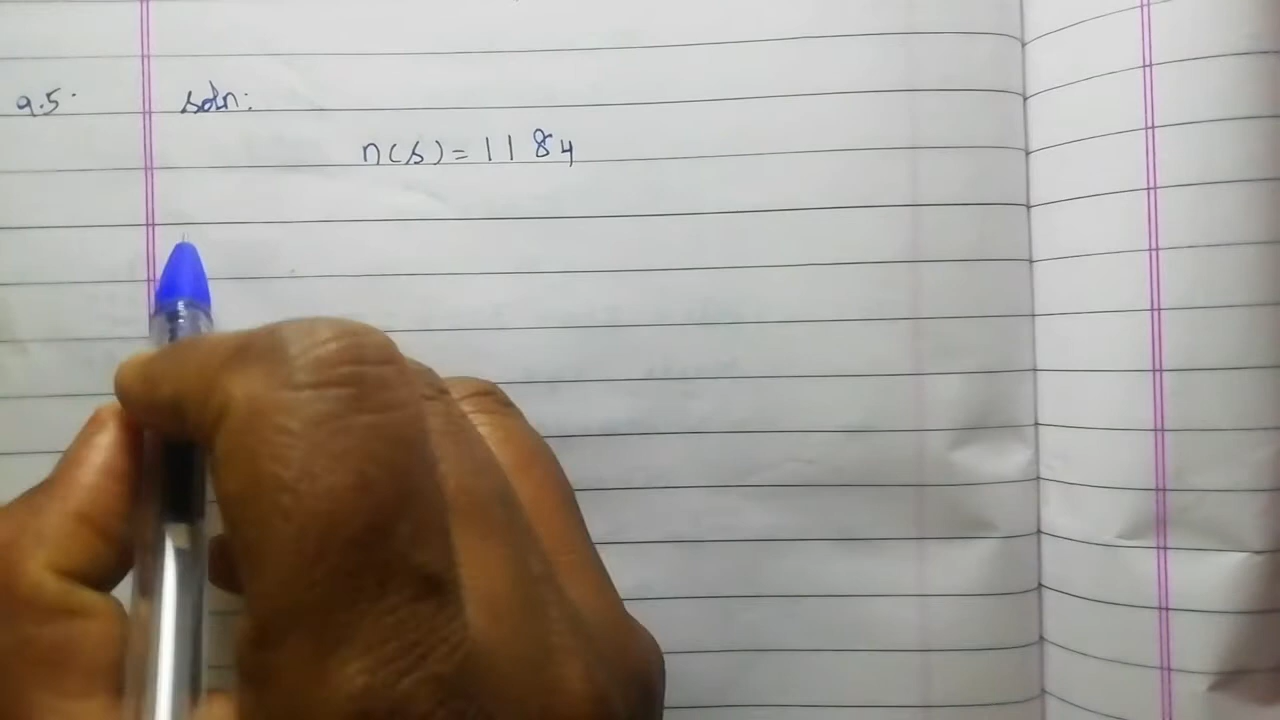 9.5. soln:
n(s) = 1184